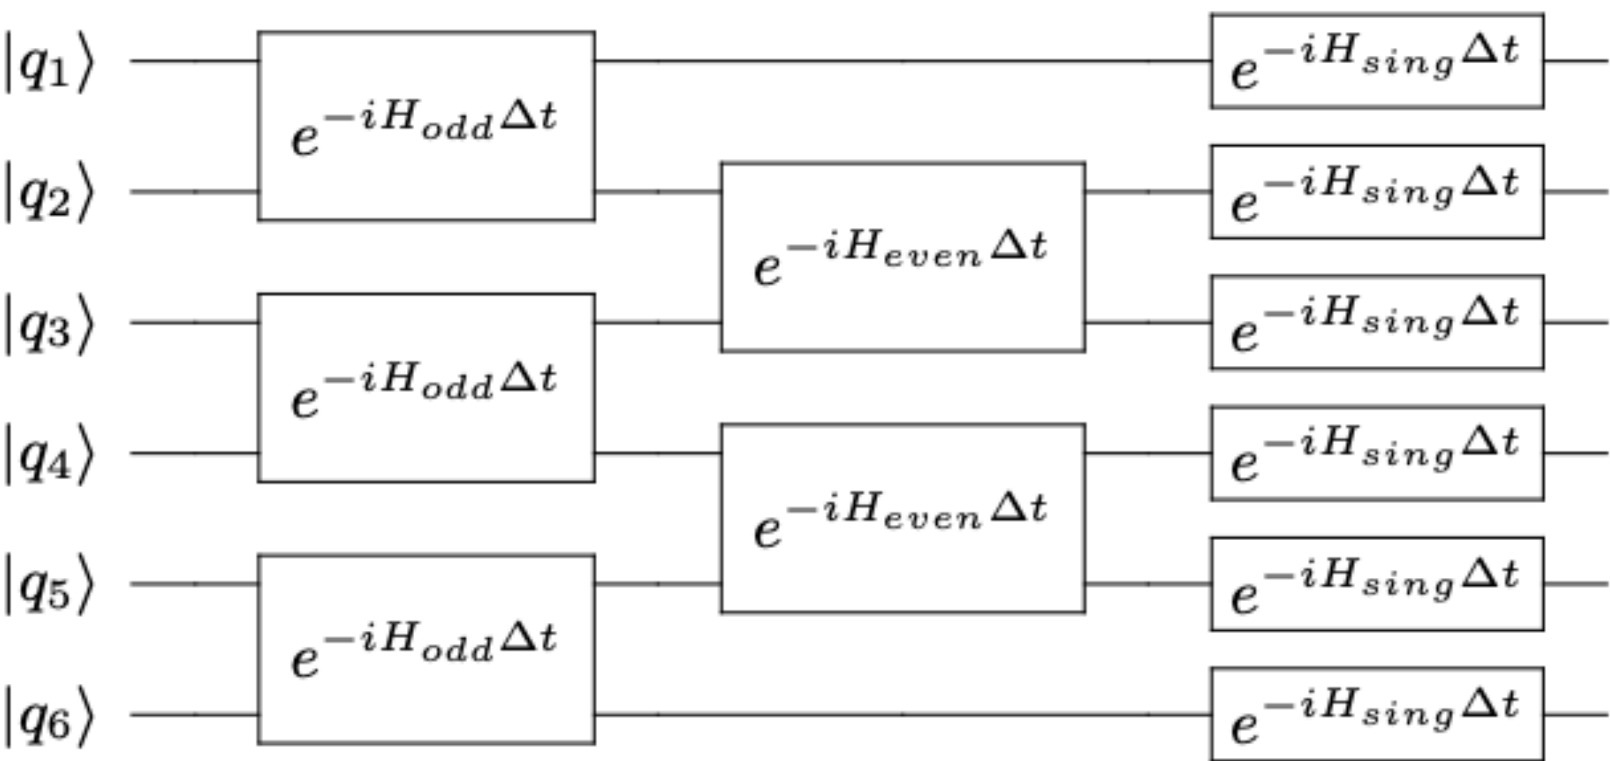 |q₁⟩ e^{-iH_{odd}Δt} e^{-iH_{sing}Δt}
|q₂⟩ e^{-iH_{even}Δt} e^{-iH_{sing}Δt}
|q₃⟩ e^{-iH_{odd}Δt} e^{-iH_{sing}Δt}
|q₄⟩ e^{-iH_{even}Δt} e^{-iH_{sing}Δt}
|q₅⟩ e^{-iH_{odd}Δt} e^{-iH_{sing}Δt}
|q₆⟩ e^{-iH_{sing}Δt}